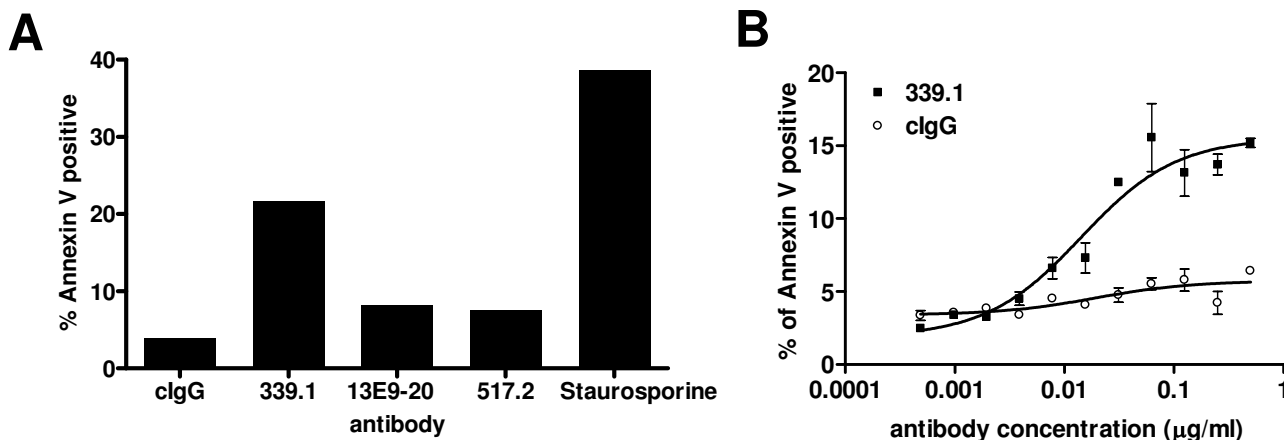 A
% Annexin V positive
40
30
20
10
0
cIgG 339.1 13E9-20 517.2 Staurosporine
antibody
B
% of Annexin V positive
20
15
10
5
0
339.1
cIgG
0.0001 0.001 0.01 0.1 1
antibody concentration (µg/ml)